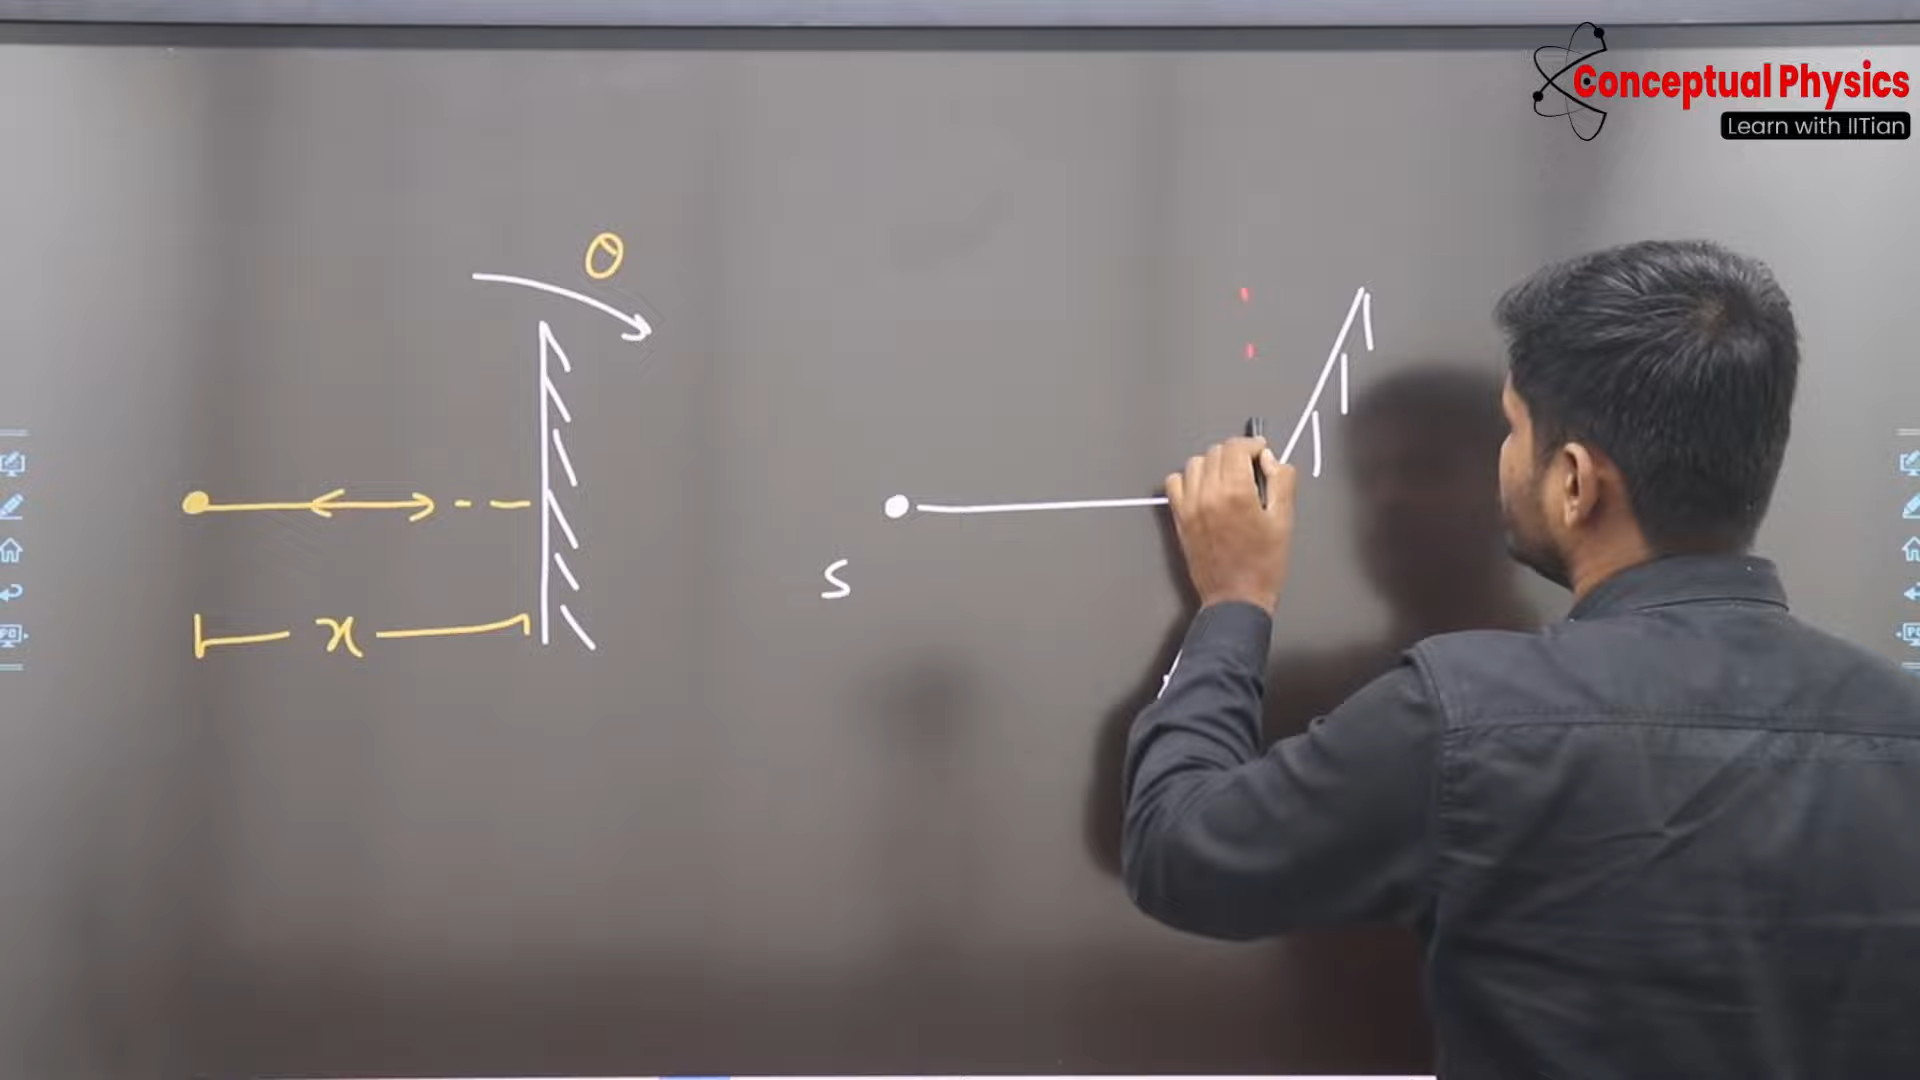 Conceptual Physics
Learn with IITian
θ
x
S